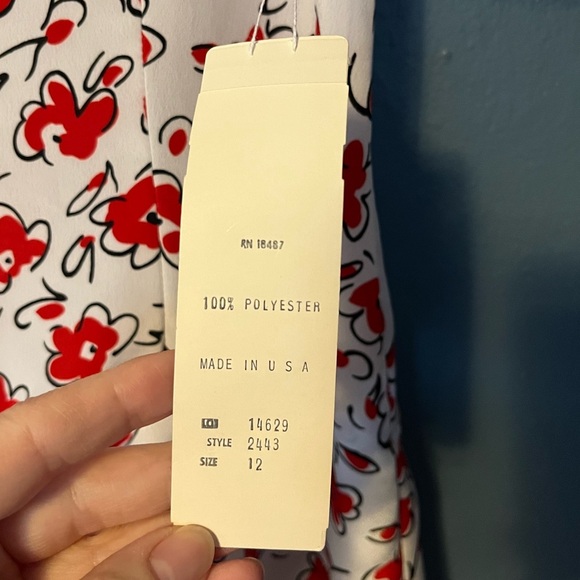 RN 18487
100% POLYESTER
MADE IN U S A
14629
STYLE 2443
SIZE 12